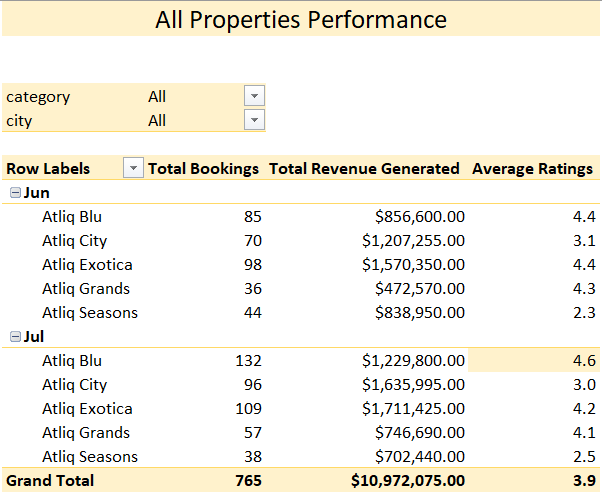 All Properties Performance
category All
city All
Row Labels Total Bookings Total Revenue Generated Average Ratings
Jun
Atliq Blu 85 $856,600.00 4.4
Atliq City 70 $1,207,255.00 3.1
Atliq Exotica 98 $1,570,350.00 4.4
Atliq Grands 36 $472,570.00 4.3
Atliq Seasons 44 $838,950.00 2.3
Jul
Atliq Blu 132 $1,229,800.00 4.6
Atliq City 96 $1,635,995.00 3.0
Atliq Exotica 109 $1,711,425.00 4.2
Atliq Grands 57 $746,690.00 4.1
Atliq Seasons 38 $702,440.00 2.5
Grand Total 765 $10,972,075.00 3.9